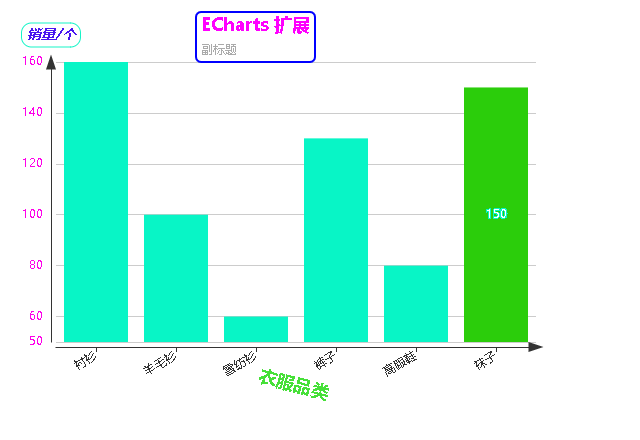 ECharts 扩展
副标题
销量/个
160
140
120
100
80
60
50
150
衬衫
羊毛衫
雪纺衫
裤子
高跟鞋
袜子
衣服品类